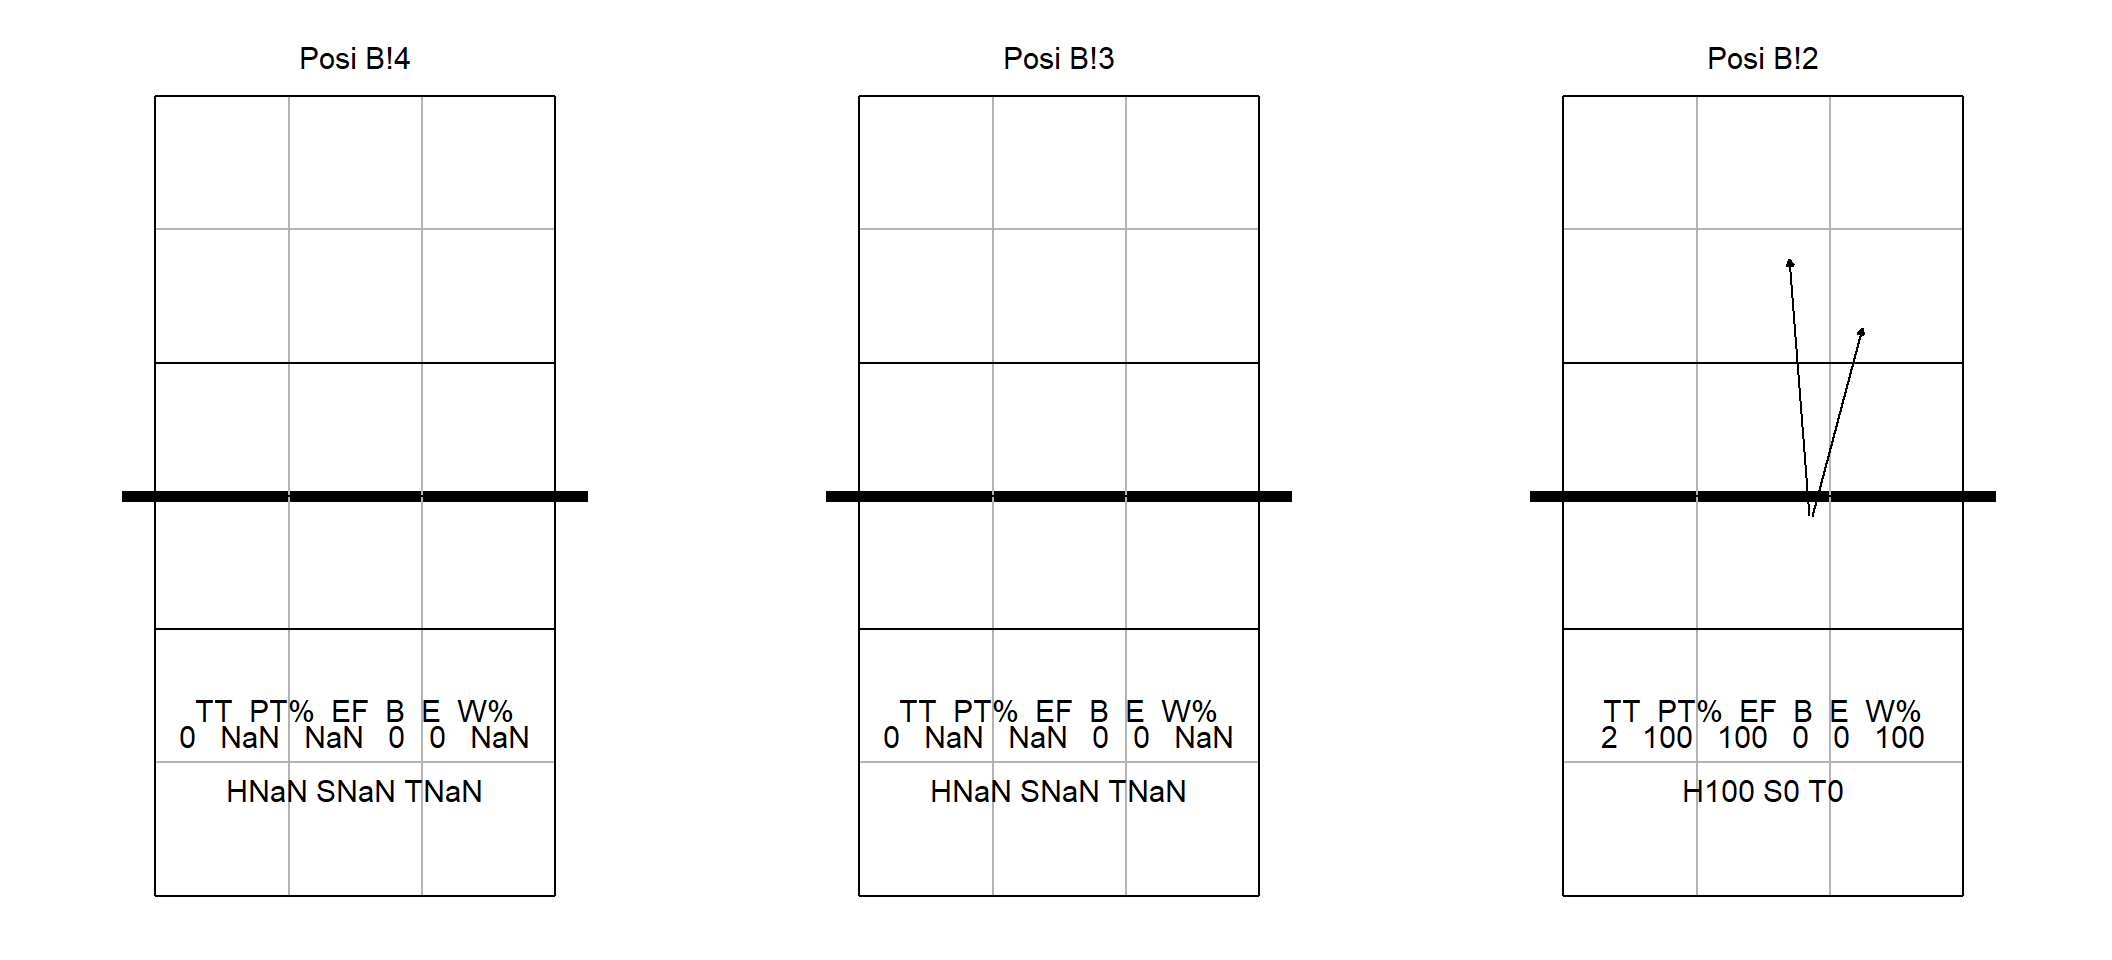 Posi B!4
TT PT% EF B E W%
0 NaN NaN 0 0 NaN
HNaN SNaN TNaN
Posi B!3
TT PT% EF B E W%
0 NaN NaN 0 0 NaN
HNaN SNaN TNaN
Posi B!2
TT PT% EF B E W%
2 100 100 0 0 100
H100 S0 T0